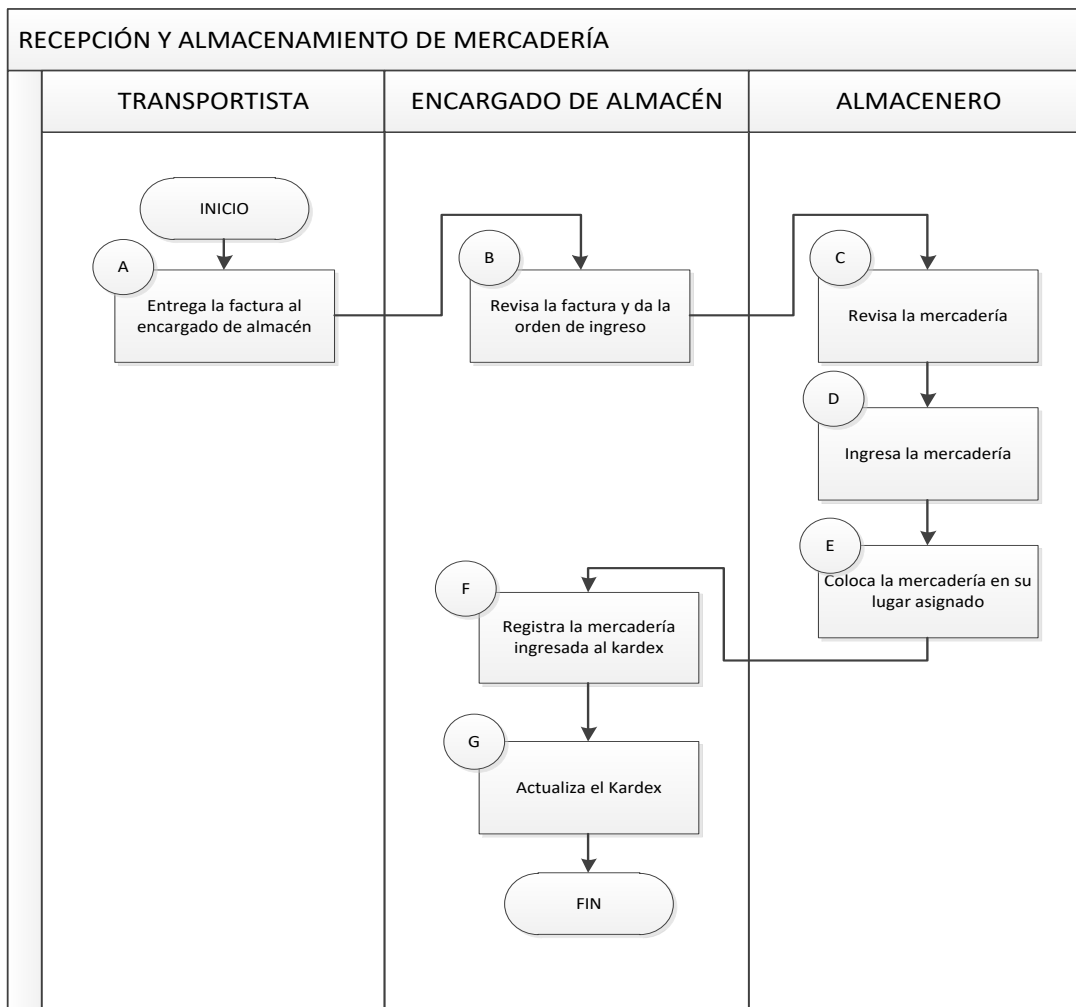 RECEPCIÓN Y ALMACENAMIENTO DE MERCADERÍA
TRANSPORTISTA
ENCARGADO DE ALMACÉN
ALMACENERO
INICIO
A
Entrega la factura al
encargado de almacén
B
Revisa la factura y da la
orden de ingreso
C
Revisa la mercadería
D
Ingresa la mercadería
E
Coloca la mercadería en su
lugar asignado
F
Registra la mercadería
ingresada al kardex
G
Actualiza el Kardex
FIN